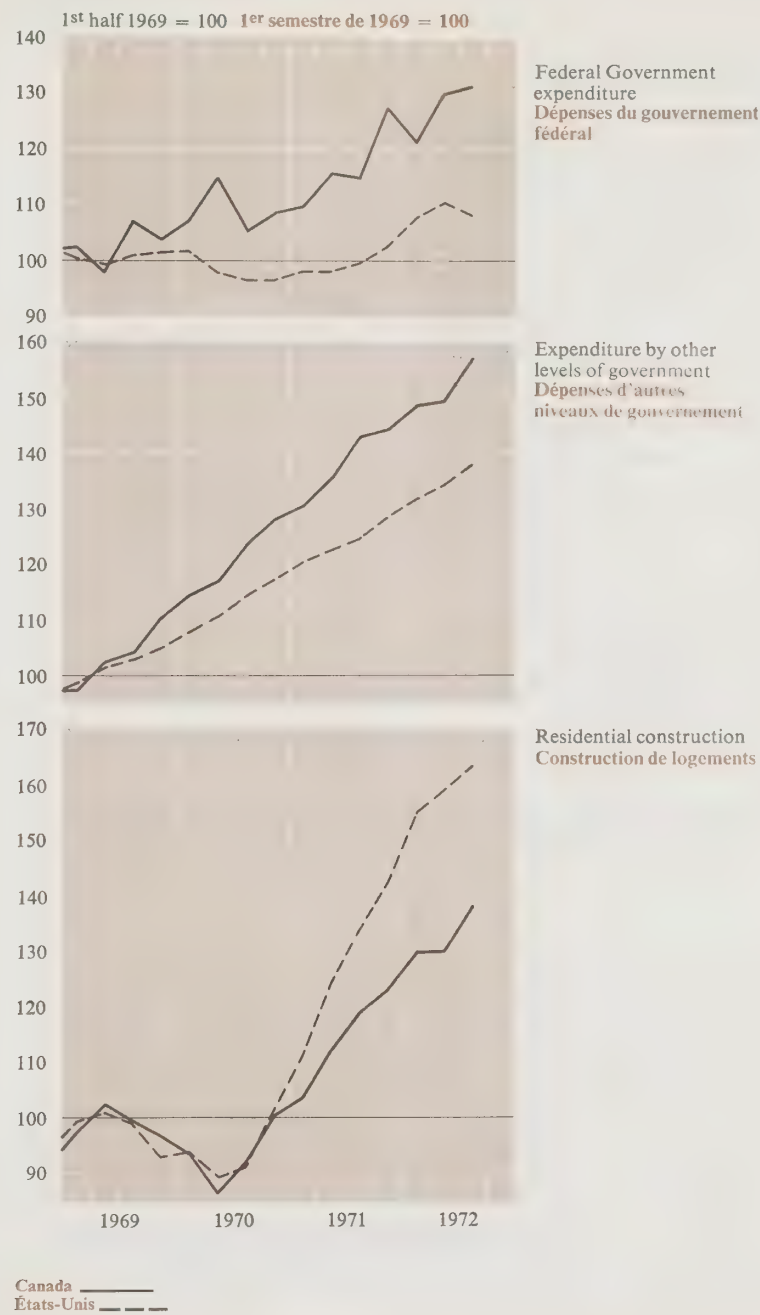 1st half 1969 = 100 1er semestre de 1969 = 100
140
130
120
110
100
90
Federal Government
expenditure
Dépenses du gouvernement
fédéral
160
150
140
130
120
110
100
Expenditure by other
levels of government
Dépenses d'autres
niveaux de gouvernement
170
160
150
140
130
120
110
100
90
Residential construction
Construction de logements
1969 1970 1971 1972
Canada
États-Unis